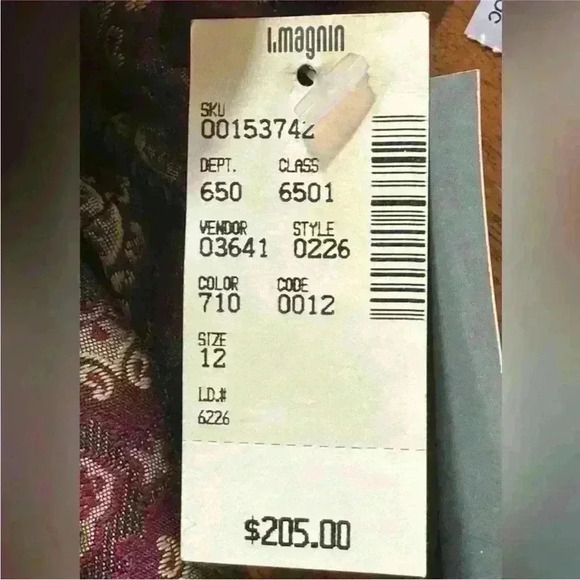 I.magnin
SKU
00153742
DEPT. CLASS
650 6501
VENDOR STYLE
03641 0226
COLOR CODE
710 0012
SIZE
12
I.D.#
6226
$205.00